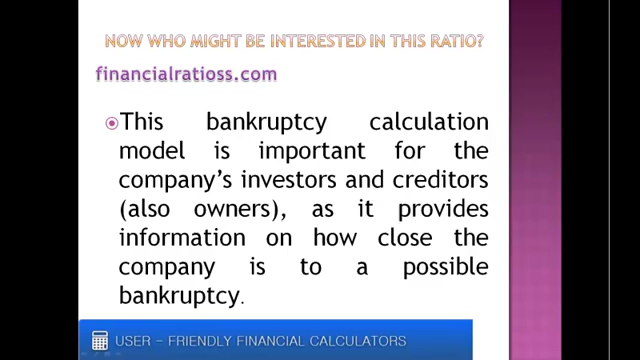 NOW WHO MIGHT BE INTERESTED IN THIS RATIO?
financialratioss.com
This bankruptcy calculation
model is important for the
company's investors and creditors
(also owners), as it provides
information on how close the
company is to a possible
bankruptcy.
USER – FRIENDLY FINANCIAL CALCULATORS